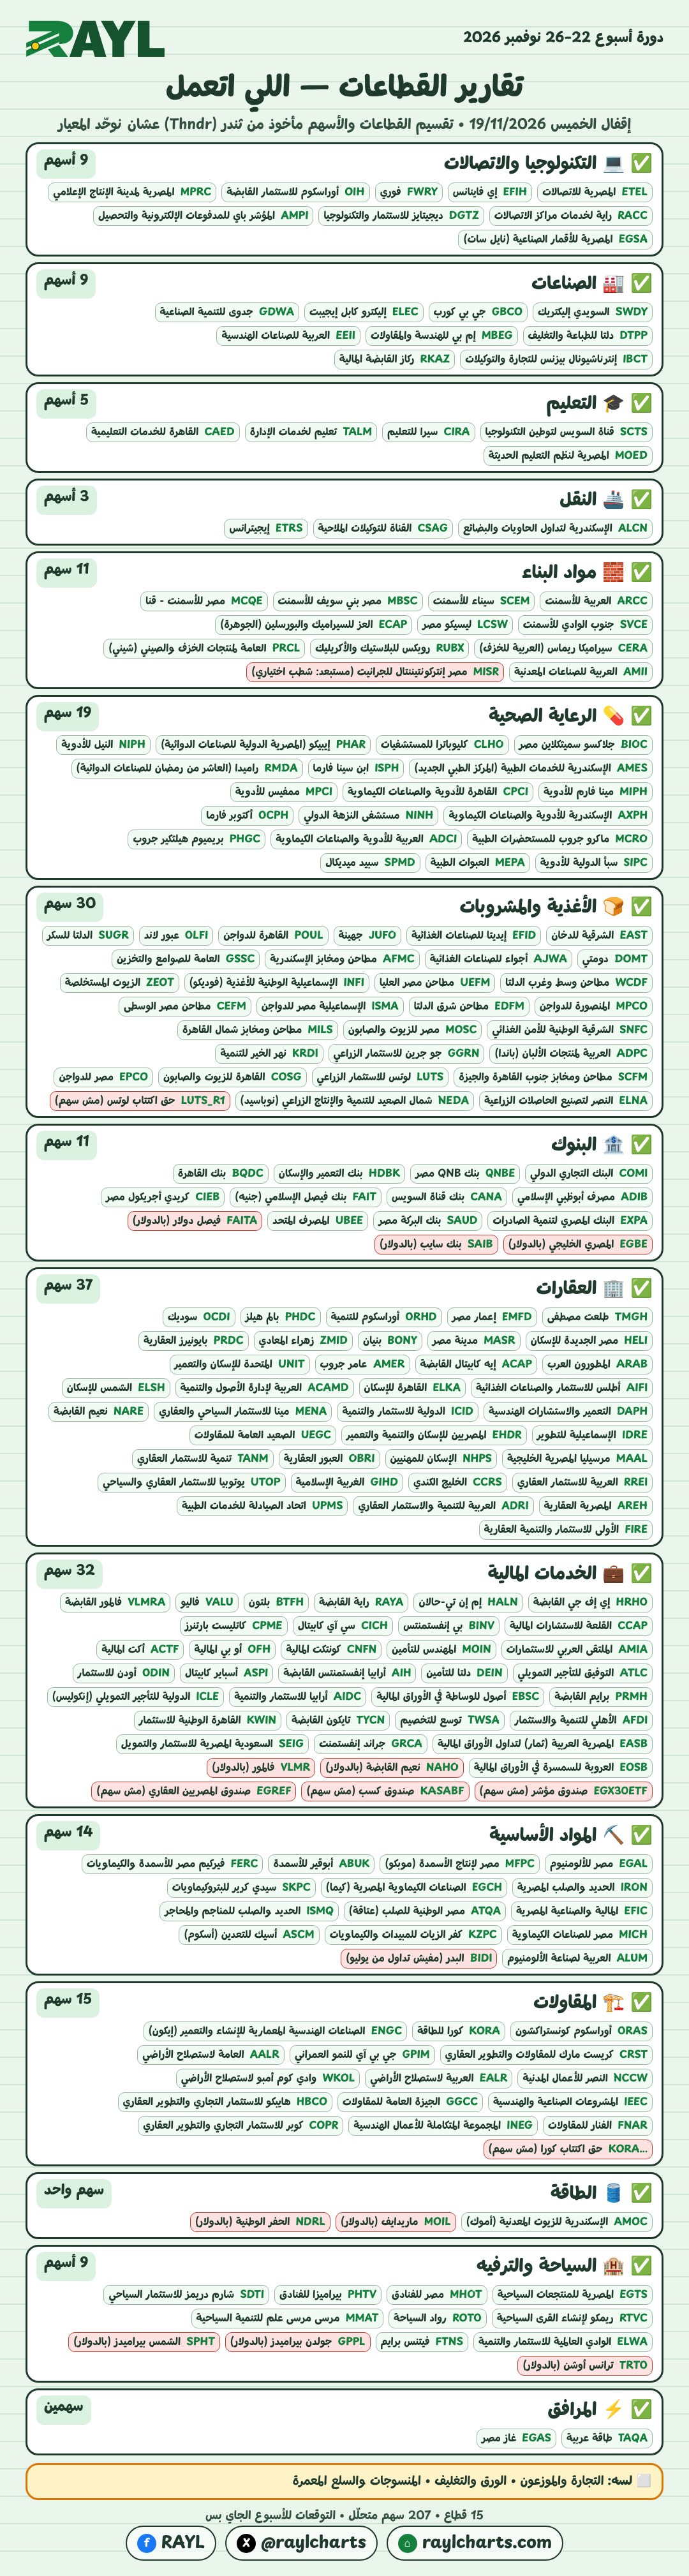 RAYL
دورة أسبوع 22-26 نوفمبر 2026
تقارير القطاعات — اللي اتعمل
إقفال الخميس 19/11/2026 • تقسيم القطاعات والأسهم مأخوذ من ثندر (Thndr) عشان نوحّد المعيار
✅ 💻 التكنولوجيا والاتصالات 9 أسهم
ETEL المصرية للاتصالات EFIH إي فاينانس FWRY فوري OIH أوراسكوم للاستثمار القابضة MPRC المصرية لمدينة الإنتاج الإعلامي
RACC راية لخدمات مراكز الاتصالات DGTZ ديجيتايز للاستثمار والتكنولوجيا AMPI المؤشر باي للمدفوعات الإلكترونية والتحصيل
EGSA المصرية للأقمار الصناعية (نايل سات)
✅ 🏭 الصناعات 9 أسهم
SWDY السويدي إليكتريك GBCO جي بي كورب ELEC إليكترو كابل إيجيبت GDWA جدوى للتنمية الصناعية
DTPP دلتا للطباعة والتغليف MBEG إم بي للهندسة والمقاولات EEII العربية للصناعات الهندسية
IBCT إنترناشيونال بيزنس للتجارة والتوكيلات RKAZ ركاز القابضة المالية
✅ 🎓 التعليم 5 أسهم
SCTS قناة السويس لتوطين التكنولوجيا CIRA سيرا للتعليم TALM تعليم لخدمات الإدارة CAED القاهرة للخدمات التعليمية
MOED المصرية لنظم التعليم الحديثة
✅ 🚢 النقل 3 أسهم
ALCN الإسكندرية لتداول الحاويات والبضائع CSAG القناة للتوكيلات الملاحية ETRS إيجيترانس
✅ 🧱 مواد البناء 11 سهم
ARCC العربية للأسمنت SCEM سيناء للأسمنت MBSC مصر بني سويف للأسمنت MCQE مصر للأسمنت - قنا
SVCE جنوب الوادي للأسمنت LCSW ليسيكو مصر ECAP العز للسيراميك والبورسلين (الجوهرة)
CERA سيراميكا ريماس (العربية للخزف) RUBX روبكس للبلاستيك والأكريليك PRCL العامة لمنتجات الخزف والصيني (شيني)
AMII العربية للصناعات المعدنية MISR مصر إنتركونتيننتال للجرانيت (مستبعد: شطب اختياري)
✅ 💊 الرعاية الصحية 19 سهم
BIOC جلاكسو سميثكلاين مصر CLHO كليوباترا للمستشفيات PHAR إيبيكو (المصرية الدولية للصناعات الدوائية) NIPH النيل للأدوية
AMES الإسكندرية للخدمات الطبية (المركز الطبي الجديد) ISPH ابن سينا فارما RMDA راميدا (العاشر من رمضان للصناعات الدوائية)
MIPH مينا فارم للأدوية CPCI القاهرة للأدوية والصناعات الكيماوية MPCI ممفيس للأدوية
AXPH الإسكندرية للأدوية والصناعات الكيماوية NINH مستشفى النزهة الدولي OCPH أكتوبر فارما
MCRO ماكرو جروب للمستحضرات الطبية ADCI العربية للأدوية والصناعات الكيماوية PHGC بريميوم هيلثكير جروب
SIPC سبأ الدولية للأدوية MEPA العبوات الطبية SPMD سبيد ميديكال
✅ 🍞 الأغذية والمشروبات 30 سهم
EAST الشرقية للدخان EFID إيديتا للصناعات الغذائية JUFO جهينة POUL القاهرة للدواجن OLFI عبور لاند SUGR الدلتا للسكر
DOMT دومتي AJWA أجواء للصناعات الغذائية AFMC مطاحن ومخابز الإسكندرية GSSC العامة للصوامع والتخزين
WCDF مطاحن وسط وغرب الدلتا UEFM مطاحن مصر العليا INFI الإسماعيلية الوطنية للأغذية (فوديكو) ZEOT الزيوت المستخلصة
MPCO المنصورة للدواجن EDFM مطاحن شرق الدلتا ISMA الإسماعيلية مصر للدواجن CEFM مطاحن مصر الوسطى
SNFC الشرقية الوطنية للأمن الغذائي MOSC مصر للزيوت والصابون MILS مطاحن ومخابز شمال القاهرة
ADPC العربية لمنتجات الألبان (باندا) GGRN جو جرين للاستثمار الزراعي KRDI نهر الخير للتنمية
SCFM مطاحن ومخابز جنوب القاهرة والجيزة LUTS لوتس للاستثمار الزراعي COSG القاهرة للزيوت والصابون EPCO مصر للدواجن
ELNA النصر لتصنيع الحاصلات الزراعية NEDA شمال الصعيد للتنمية والإنتاج الزراعي (نوباسيد) LUTS_R1 حق اكتتاب لوتس (مش سهم)
✅ 🏦 البنوك 11 سهم
COMI البنك التجاري الدولي QNBE بنك QNB مصر HDBK بنك التعمير والإسكان BQDC بنك القاهرة
ADIB مصرف أبوظبي الإسلامي CANA بنك قناة السويس FAIT بنك فيصل الإسلامي (جنيه) CIEB كريدي أجريكول مصر
EXPA البنك المصري لتنمية الصادرات SAUD بنك البركة مصر UBEE المصرف المتحد FAITA فيصل دولار (بالدولار)
EGBE المصري الخليجي (بالدولار) SAIB بنك سايب (بالدولار)
✅ 🏢 العقارات 37 سهم
TMGH طلعت مصطفى EMFD إعمار مصر ORHD أوراسكوم للتنمية PHDC بالم هيلز OCDI سوديك
HELI مصر الجديدة للإسكان MASR مدينة مصر BONY بنيان ZMID زهراء المعادي PRDC بايونيرز العقارية
ARAB المطورون العرب ACAP إيه كابيتال القابضة AMER عامر جروب UNIT المتحدة للإسكان والتعمير
AIFI أطلس للاستثمار والصناعات الغذائية ELKA القاهرة للإسكان ACAMD العربية لإدارة الأصول والتنمية ELSH الشمس للإسكان
DAPH التعمير والاستشارات الهندسية ICID الدولية للاستثمار والتنمية MENA مينا للاستثمار السياحي والعقاري NARE نعيم القابضة
IDRE الإسماعيلية للتطوير EHDR المصريين للإسكان والتنمية والتعمير UEGC الصعيد العامة للمقاولات
MAAL مرسيليا المصرية الخليجية NHPS الإسكان للمهنيين OBRI العبور العقارية TANM تنمية للاستثمار العقاري
RREI العربية للاستثمار العقاري CCRS الخليج الكندي GIHD الغربية الإسلامية UTOP يوتوبيا للاستثمار العقاري والسياحي
AREH المصرية العقارية ADRI العربية للتنمية والاستثمار العقاري UPMS اتحاد الصيادلة للخدمات الطبية
FIRE الأولى للاستثمار والتنمية العقارية
✅ 💼 الخدمات المالية 32 سهم
HRHO إي إف جي القابضة HALN إم إن تي-حالان RAYA راية القابضة BTFH بلتون VALU فاليو VLMRA فالمور القابضة
CCAP القلعة للاستشارات المالية BINV بي إنفستمنتس CICH سي آي كابيتال CPME كاتليست بارتنرز
AMIA الملتقى العربي للاستثمارات MOIN المهندس للتأمين CNFN كونتكت المالية OFH أو بي المالية ACTF أكت المالية
ATLC التوفيق للتأجير التمويلي DEIN دلتا للتأمين AIH أرابيا إنفستمنتس القابضة ASPI أسباير كابيتال ODIN أودن للاستثمار
PRMH برايم القابضة EBSC أصول للوساطة في الأوراق المالية AIDC أرابيا للاستثمار والتنمية ICLE الدولية للتأجير التمويلي (إنكوليس)
AFDI الأهلي للتنمية والاستثمار TWSA توسع للتخصيم TYCN تايكون القابضة KWIN القاهرة الوطنية للاستثمار
EASB المصرية العربية (ثمار) لتداول الأوراق المالية GRCA جراند إنفستمنت SEIG السعودية المصرية للاستثمار والتمويل
EOSB العروبة للسمسرة في الأوراق المالية NAHO نعيم القابضة (بالدولار) VLMR فالمور (بالدولار)
EGX30ETF صندوق مؤشر (مش سهم) KASABF صندوق كسب (مش سهم) EGREF صندوق المصريين العقاري (مش سهم)
✅ ⛏️ المواد الأساسية 14 سهم
EGAL مصر للألومنيوم MFPC مصر لإنتاج الأسمدة (موبكو) ABUK أبوقير للأسمدة FERC فيركيم مصر للأسمدة والكيماويات
IRON الحديد والصلب المصرية EGCH الصناعات الكيماوية المصرية (كيما) SKPC سيدي كرير للبتروكيماويات
EFIC المالية والصناعية المصرية ATQA مصر الوطنية للصلب (عتاقة) ISMQ الحديد والصلب للمناجم والمحاجر
MICH مصر للصناعات الكيماوية KZPC كفر الزيات للمبيدات والكيماويات ASCM أسيك للتعدين (أسكوم)
ALUM العربية لصناعة الألومنيوم BIDI البدر (مفيش تداول من يوليو)
✅ 🏗️ المقاولات 15 سهم
ORAS أوراسكوم كونستراكشون KORA كورا للطاقة ENGC الصناعات الهندسية المعمارية للإنشاء والتعمير (إيكون)
CRST كريست مارك للمقاولات والتطوير العقاري GPIM جي بي آي للنمو العمراني AALR العامة لاستصلاح الأراضي
NCCW النصر للأعمال المدنية EALR العربية لاستصلاح الأراضي WKOL وادي كوم أمبو لاستصلاح الأراضي
IEEC المشروعات الصناعية والهندسية GGCC الجيزة العامة للمقاولات HBCO هايبكو للاستثمار التجاري والتطوير العقاري
FNAR الفنار للمقاولات INEG المجموعة المتكاملة للأعمال الهندسية COPR كوبر للاستثمار التجاري والتطوير العقاري
KORA... حق اكتتاب كورا (مش سهم)
✅ 🛢️ الطاقة سهم واحد
AMOC الإسكندرية للزيوت المعدنية (أموك) MOIL ماريدايف (بالدولار) NDRL الحفر الوطنية (بالدولار)
✅ 🏨 السياحة والترفيه 9 أسهم
EGTS المصرية للمنتجعات السياحية MHOT مصر للفنادق PHTV بيراميزا للفنادق SDTI شارم دريمز للاستثمار السياحي
RTVC ريمكو لإنشاء القرى السياحية ROTO رواد السياحة MMAT مرسى مرسى علم للتنمية السياحية
ELWA الوادي العالمية للاستثمار والتنمية FTNS فيتنس برايم GPPL جولدن بيراميدز (بالدولار) SPHT الشمس بيراميدز (بالدولار)
TRTO ترانس أوشن (بالدولار)
✅ ⚡ المرافق سهمين
TAQA طاقة عربية EGAS غاز مصر
⬜ لسه: التجارة والموزعون • الورق والتغليف • المنسوجات والسلع المعمرة
15 قطاع • 207 سهم متحلّل • التوقعات للأسبوع الجاي بس
RAYL @raylcharts raylcharts.com